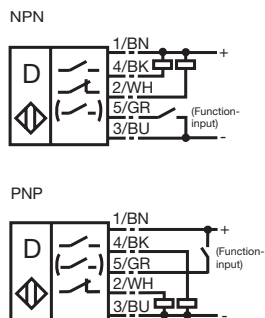 NPN
1/BN
+
D
4/BK
2/WH
5/GR
(Function-
input)
3/BU
-
PNP
1/BN
+
D
4/BK
(Function-
input)
5/GR
2/WH
3/BU
-